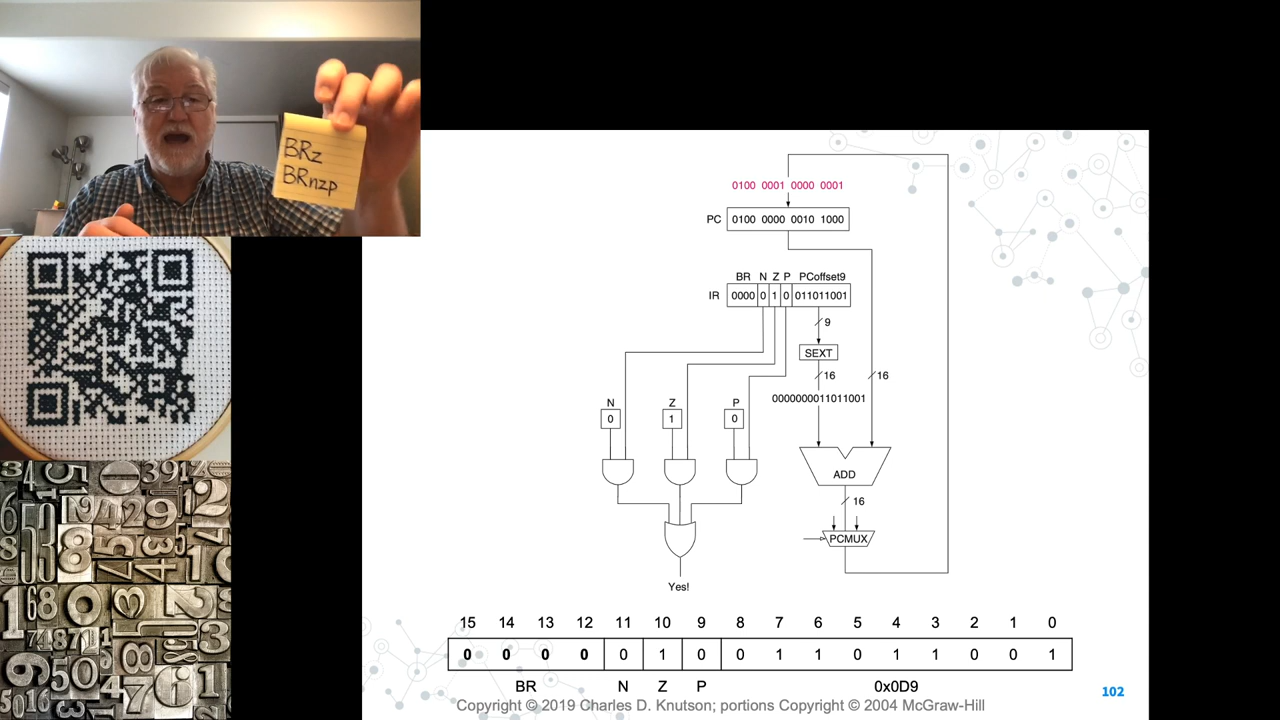 BRz
BRnzp
0100 0001 0000 0001
PC 0100 0000 0010 1000
BR N Z P PCoffset9
IR 0000 0 1 0 011011001
9
SEXT
16 16
0000000011011001
N Z P
0 1 0
ADD
16
PCMUX
Yes!
15 14 13 12 11 10 9 8 7 6 5 4 3 2 1 0
0 0 0 0 0 1 0 0 1 1 0 1 1 0 0 1
BR N Z P 0x0D9
Copyright © 2019 Charles D. Knutson; portions Copyright © 2004 McGraw-Hill
102